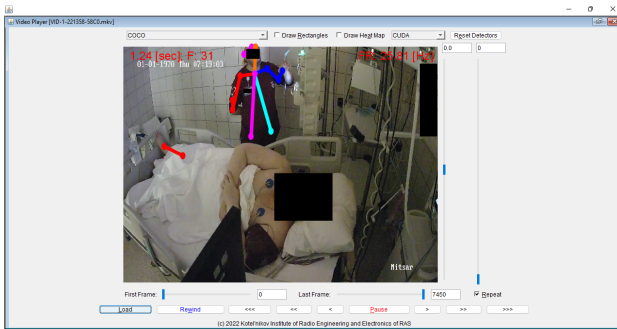 Video Player [VID-1-221358-58C0.mkv]
COCO Draw Rectangles Draw Heat Map CUDA Reset Detectors
0.0 0
1.24 [sec] F: 31
01-01-1970 Thu 07:13:03
Mitsar
First Frame: 0 Last Frame: 7450 Repeat
Load Rewind <<< << < Pause > >> >>>
(c) 2022 Kotelnikov Institute of Radio Engineering and Electronics of RAS